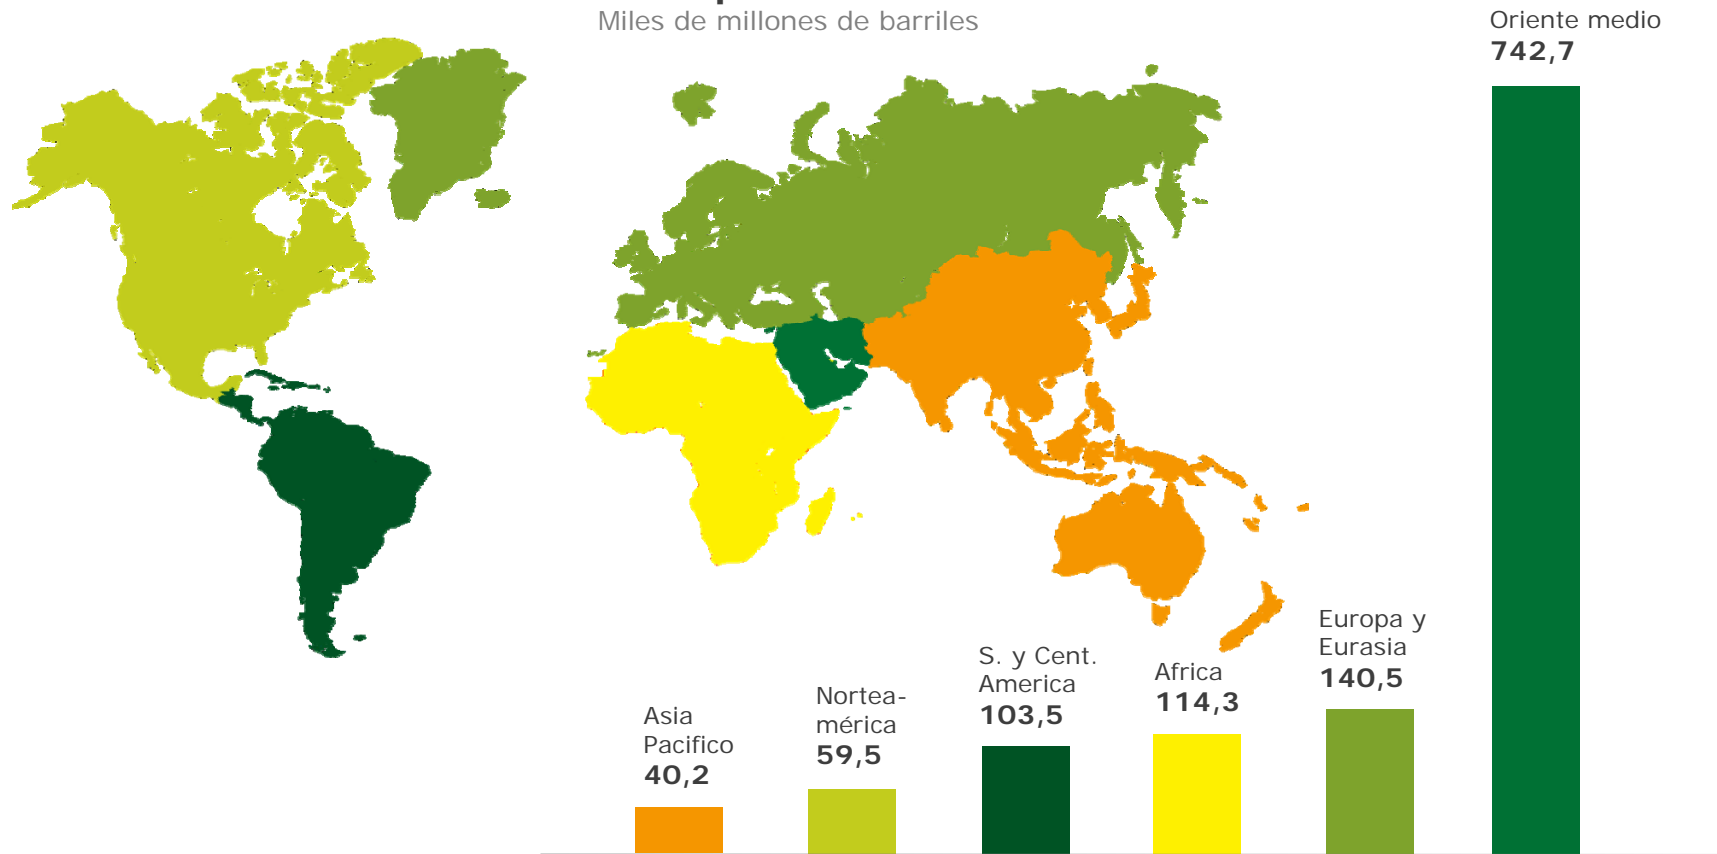 Miles de millones de barriles
Oriente medio
742,7
Europa y
Eurasia
140,5
S. y Cent.
America
103,5
Africa
114,3
Nortea-
mérica
59,5
Asia
Pacifico
40,2